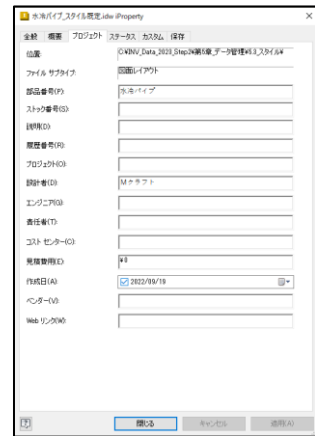 水冷パイプ_スタイル既定.idw iProperty
全般 概要 プロジェクト ステータス カスタム 保存
位置: C:¥INV_Data_2023_Step2¥第5章_データ管理¥5.3_スタイル¥
ファイル サブタイプ: 図面レイアウト
部品番号(P): 水冷パイプ
ストック番号(S):
説明(D):
履歴番号(R):
プロジェクト(O):
設計者(D): Mクラフト
エンジニア(G):
責任者(T):
コスト センター(C):
見積費用(E): ¥0
作成日(A): 2022/09/19
ベンダー(V):
Web リンク(W):
閉じる キャンセル 適用(A)